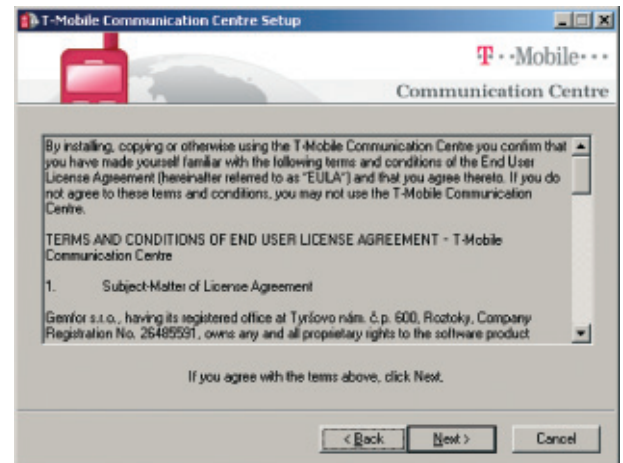 T-Mobile Communication Centre Setup
T··Mobile···
Communication Centre
By installing, copying or otherwise using the T-Mobile Communication Centre you confirm that
you have made yourself familiar with the following terms and conditions of the End User
License Agreement (hereinafter referred to as "EULA") and that you agree thereto. If you do
not agree to these terms and conditions, you may not use the T-Mobile Communication
Centre.
TERMS AND CONDITIONS OF END USER LICENSE AGREEMENT - T-Mobile
Communication Centre
1. Subject-Matter of License Agreement
Gemfor s.r.o., having its registered office at Tyršovo nám. č.p. 600, Roztoky, Company
Registration No. 26485591, owns any and all proprietary rights to the software product
If you agree with the terms above, click Next.
< Back
Next >
Cancel